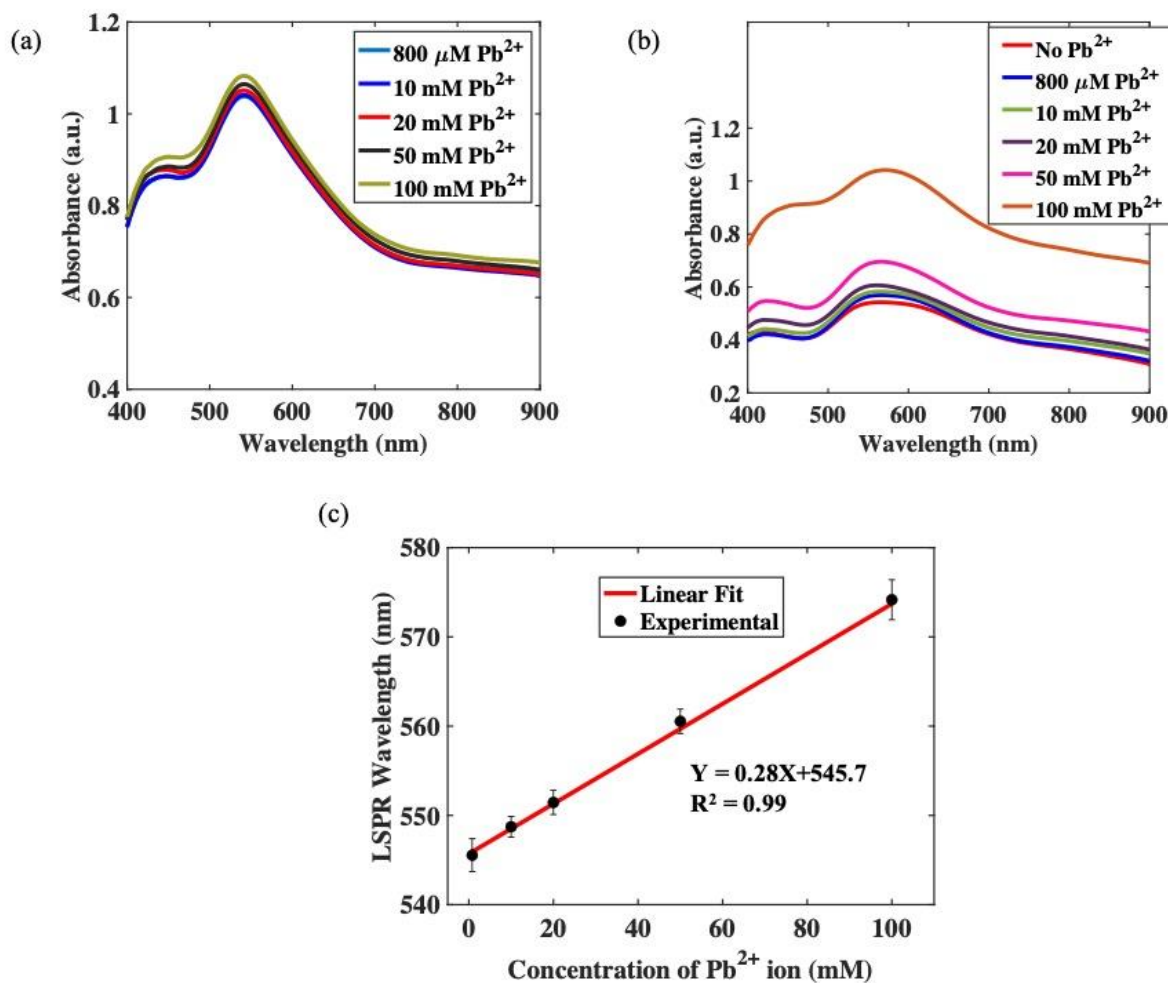 (a)
800 μM Pb²⁺
10 mM Pb²⁺
20 mM Pb²⁺
50 mM Pb²⁺
100 mM Pb²⁺
Absorbance (a.u.)
1.2
1
0.8
0.6
0.4
400 500 600 700 800 900
Wavelength (nm)
(b)
No Pb²⁺
800 μM Pb²⁺
10 mM Pb²⁺
20 mM Pb²⁺
50 mM Pb²⁺
100 mM Pb²⁺
Absorbance (a.u.)
1.2
1
0.8
0.6
0.4
0.2
400 500 600 700 800 900
Wavelength (nm)
(c)
Linear Fit
Experimental
LSPR Wavelength (nm)
580
570
560
550
540
Y = 0.28X+545.7
R² = 0.99
0 20 40 60 80 100
Concentration of Pb²⁺ ion (mM)